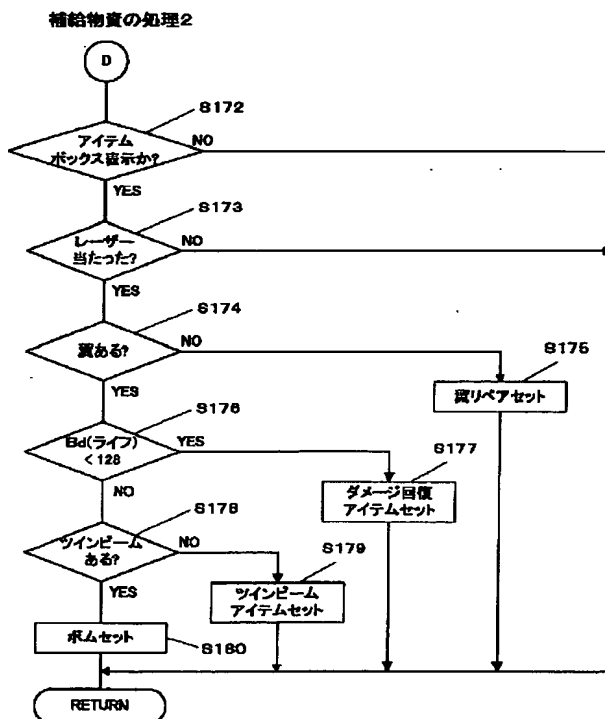 補給物資の処理2
D
S172
アイテム
ボックス表示か?
NO
YES
S173
レーザー
当たった?
NO
YES
S174
翼ある?
NO
YES
S175
翼リペアセット
S176
Bd(ライフ)
<128
YES
NO
S177
ダメージ回復
アイテムセット
S178
ツインビーム
ある?
NO
YES
S179
ツインビーム
アイテムセット
ボムセット
S180
RETURN